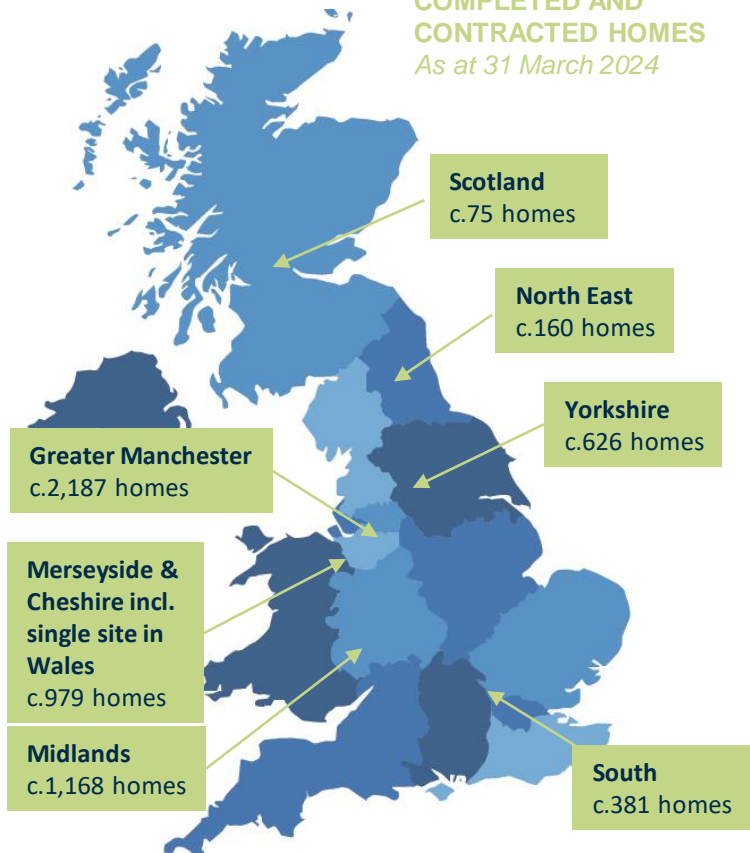 COMPLETED AND
CONTRACTED HOMES
As at 31 March 2024
Scotland
c.75 homes
North East
c.160 homes
Yorkshire
c.626 homes
Greater Manchester
c.2,187 homes
Merseyside &
Cheshire incl.
single site in
Wales
c.979 homes
Midlands
c.1,168 homes
South
c.381 homes